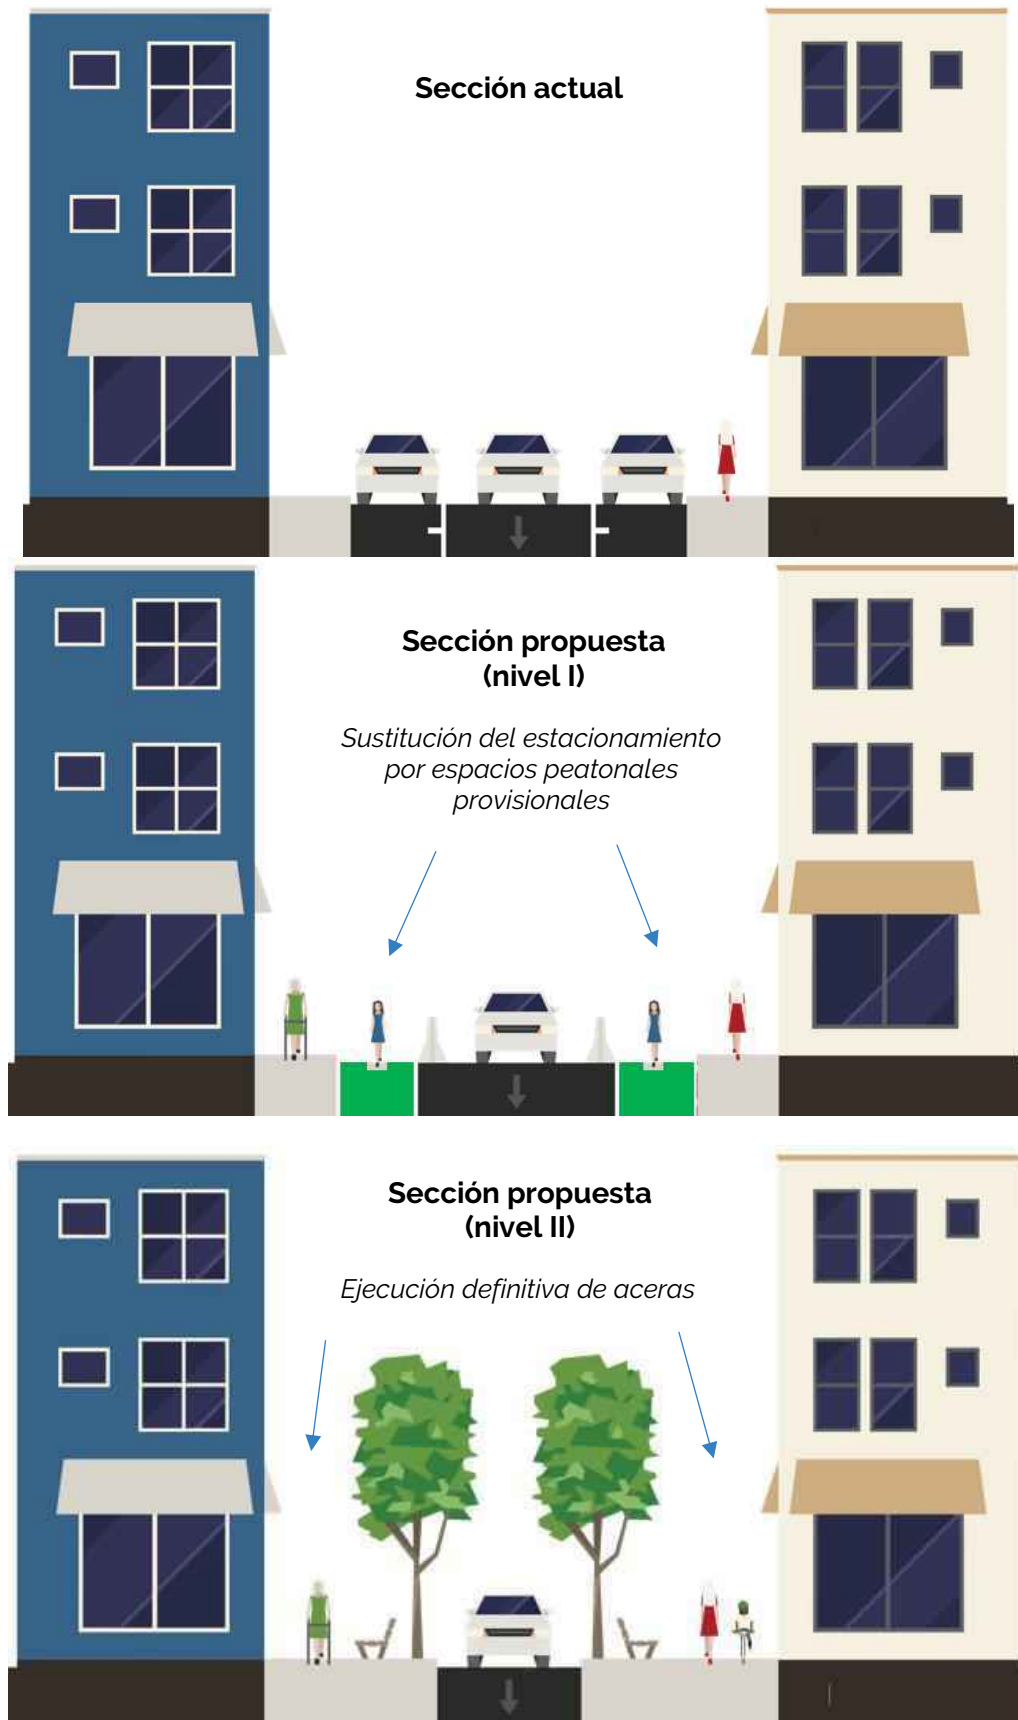 Sección actual
Sección propuesta
(nivel I)
Sustitución del estacionamiento
por espacios peatonales
provisionales
Sección propuesta
(nivel II)
Ejecución definitiva de aceras